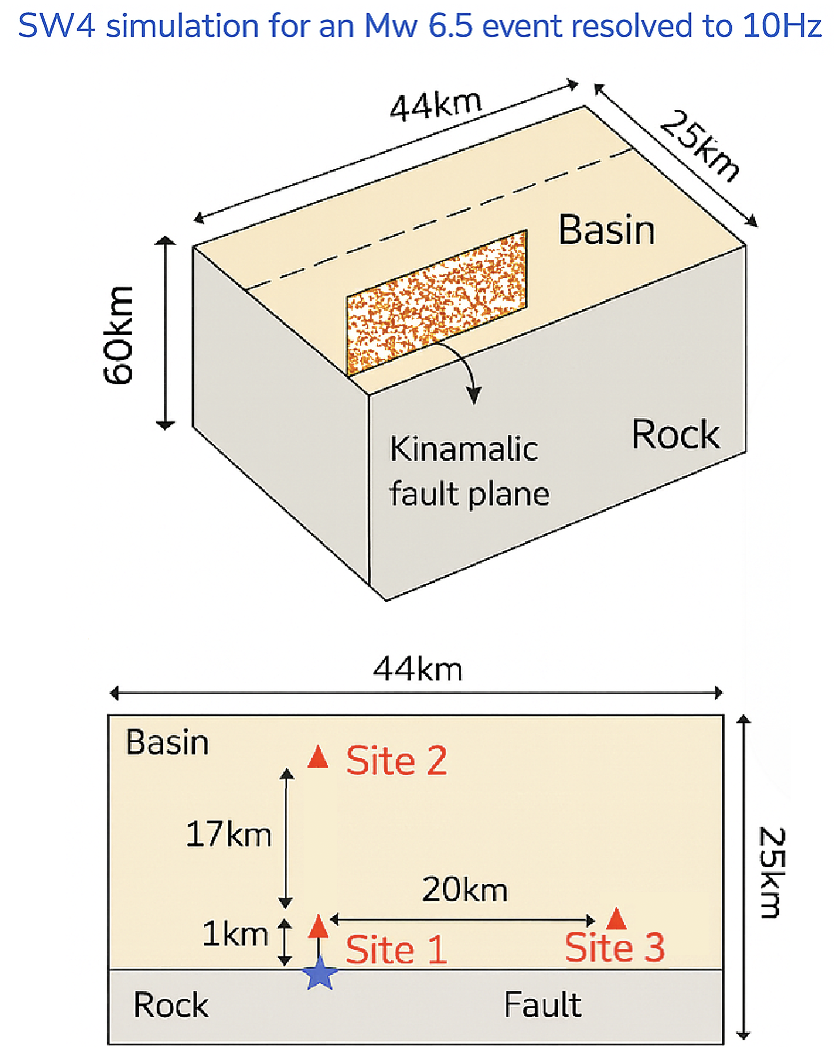 SW4 simulation for an Mw 6.5 event resolved to 10Hz
44km
25km
Basin
60km
Rock
Kinamalic
fault plane
44km
Basin
Site 2
17km
25km
20km
1km
Site 1
Site 3
Rock
Fault